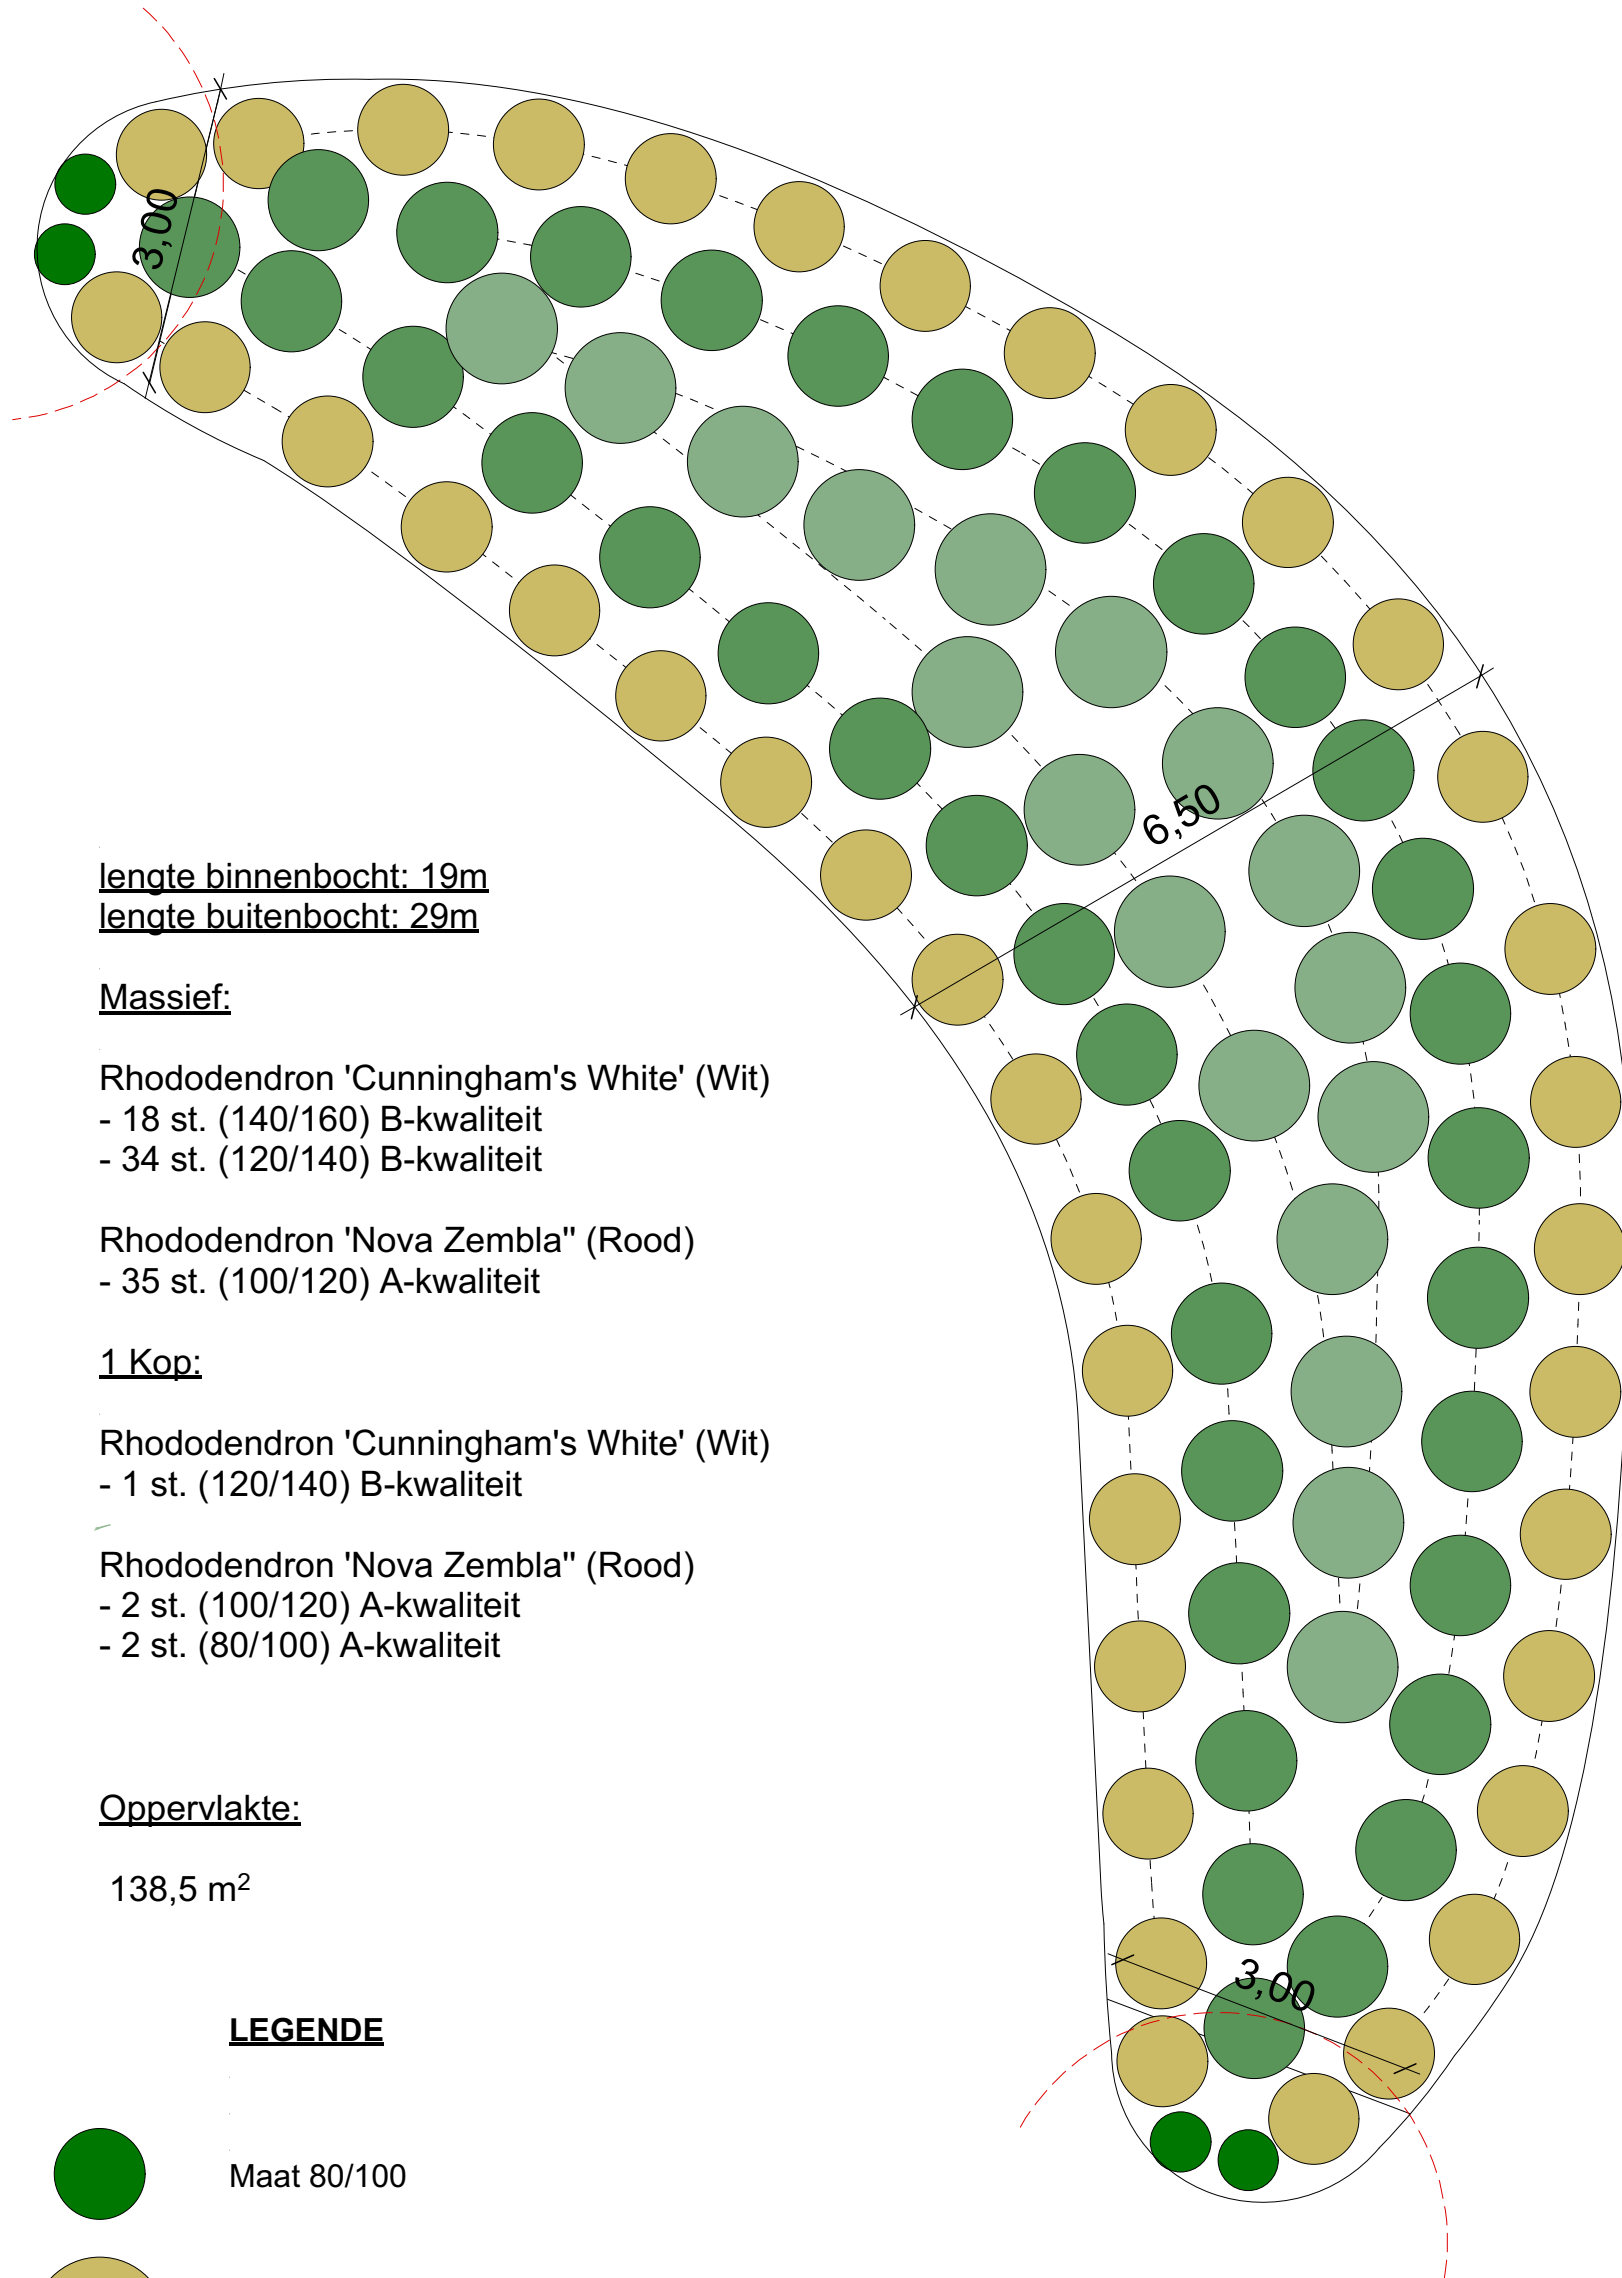 3,00
6,50
lengte binnenbocht: 19m
lengte buitenbocht: 29m
Massief:
Rhododendron 'Cunningham's White' (Wit)
- 18 st. (140/160) B-kwaliteit
- 34 st. (120/140) B-kwaliteit
Rhododendron 'Nova Zembla'' (Rood)
- 35 st. (100/120) A-kwaliteit
1 Kop:
Rhododendron 'Cunningham's White' (Wit)
- 1 st. (120/140) B-kwaliteit
Rhododendron 'Nova Zembla'' (Rood)
- 2 st. (100/120) A-kwaliteit
- 2 st. (80/100) A-kwaliteit
Oppervlakte:
138,5 m²
3,00
LEGENDE
Maat 80/100